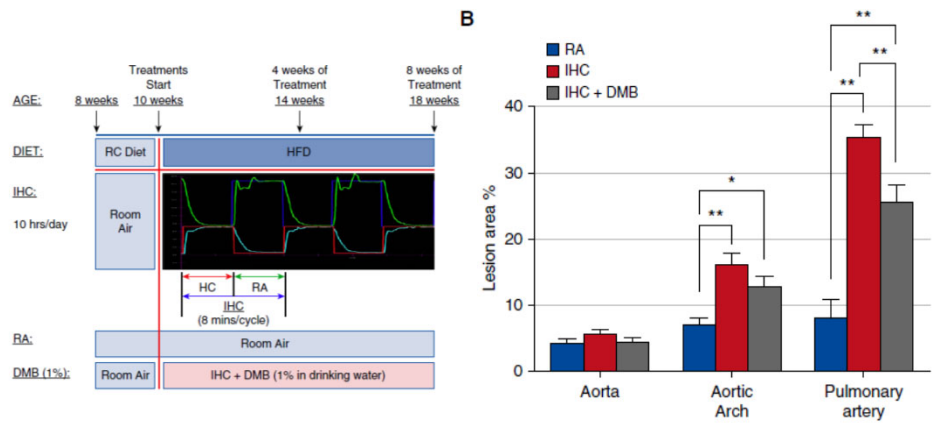 B
Treatments
Start
10 weeks
4 weeks of
Treatment
14 weeks
8 weeks of
Treatment
18 weeks
AGE:
8 weeks
DIET:
RC Diet
HFD
IHC:
10 hrs/day
Room
Air
HC
RA
IHC
(8 mins/cycle)
RA:
Room Air
DMB (1%):
Room Air
IHC + DMB (1% in drinking water)
RA
IHC
IHC + DMB
**
**
**
*
**
Lesion area %
40
30
20
10
0
Aorta
Aortic
Arch
Pulmonary
artery